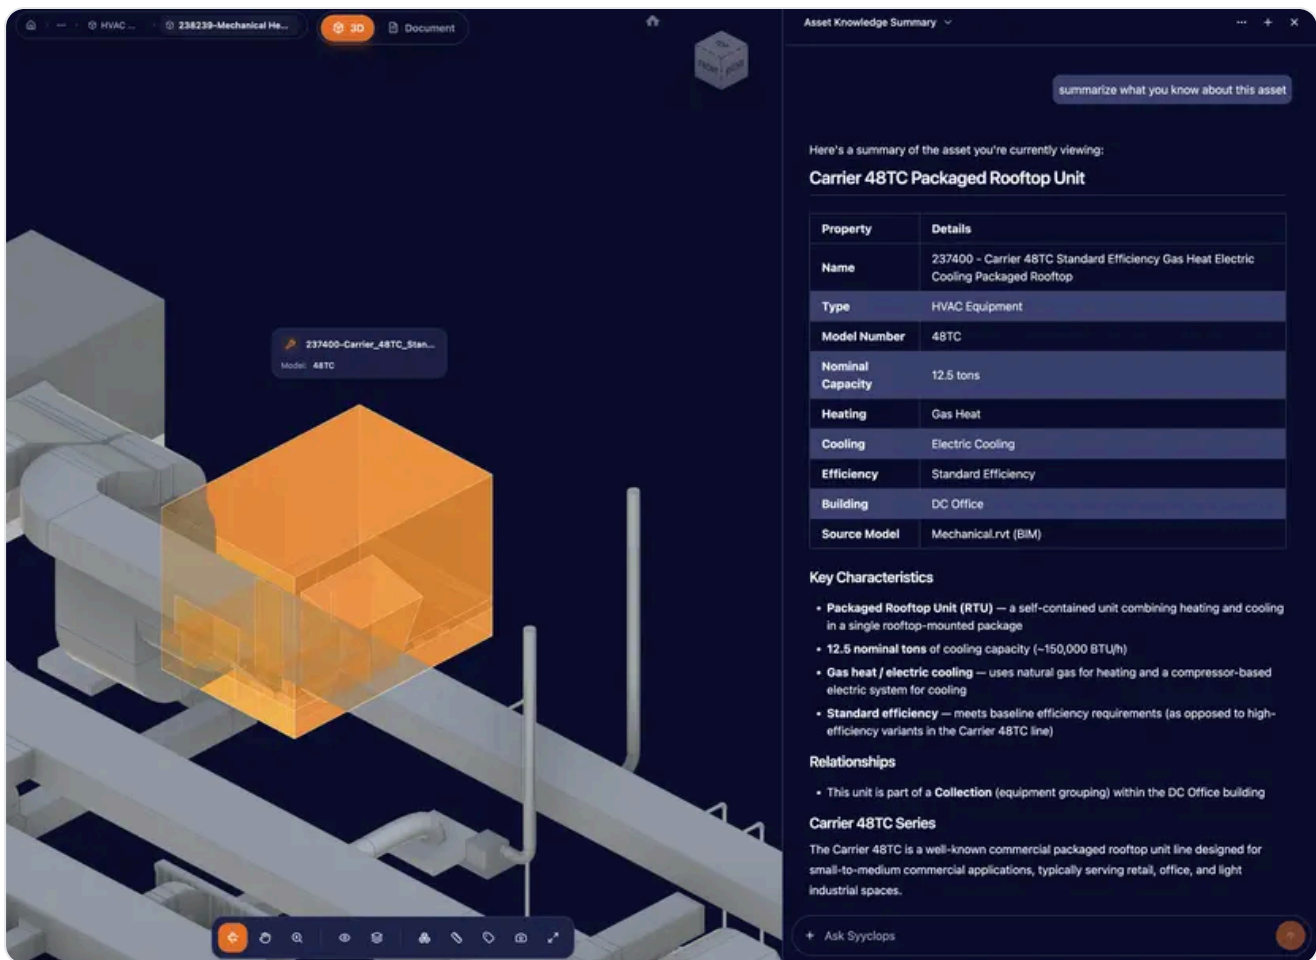 HVAC ...
238239-Mechanical He...
3D
Document
Asset Knowledge Summary
TOP
FRONT
summarize what you know about this asset
Here's a summary of the asset you're currently viewing:
Carrier 48TC Packaged Rooftop Unit
Property Details
Name 237400 - Carrier 48TC Standard Efficiency Gas Heat Electric
Cooling Packaged Rooftop
Type HVAC Equipment
Model Number 48TC
Nominal
Capacity 12.5 tons
Heating Gas Heat
Cooling Electric Cooling
Efficiency Standard Efficiency
Building DC Office
Source Model Mechanical.rvt (BIM)
237400-Carrier_48TC_Stan...
Model: 48TC
Key Characteristics
• Packaged Rooftop Unit (RTU) — a self-contained unit combining heating and cooling
in a single rooftop-mounted package
• 12.5 nominal tons of cooling capacity (~150,000 BTU/h)
• Gas heat / electric cooling — uses natural gas for heating and a compressor-based
electric system for cooling
• Standard efficiency — meets baseline efficiency requirements (as opposed to high-
efficiency variants in the Carrier 48TC line)
Relationships
• This unit is part of a Collection (equipment grouping) within the DC Office building
Carrier 48TC Series
The Carrier 48TC is a well-known commercial packaged rooftop unit line designed for
small-to-medium commercial applications, typically serving retail, office, and light
industrial spaces.
Ask Syyclops